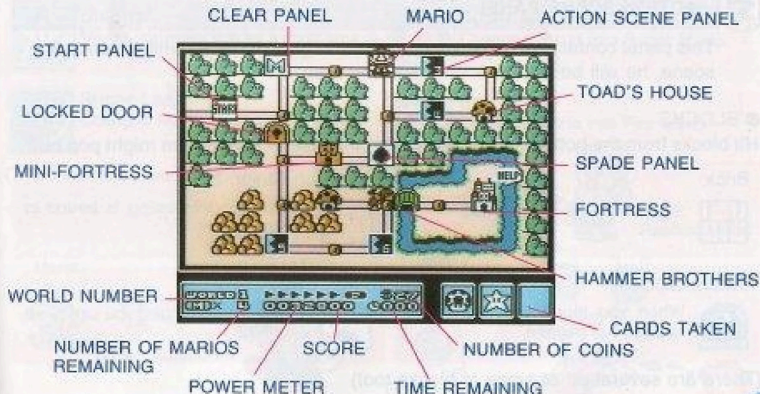 CLEAR PANEL
MARIO
ACTION SCENE PANEL
START PANEL
TOAD'S HOUSE
LOCKED DOOR
START
MINI-FORTRESS
SPADE PANEL
HELP
FORTRESS
HAMMER BROTHERS
WORLD NUMBER
WORLD 1
CARDS TAKEN
NUMBER OF MARIOS REMAINING
SCORE
NUMBER OF COINS
POWER METER
TIME REMAINING